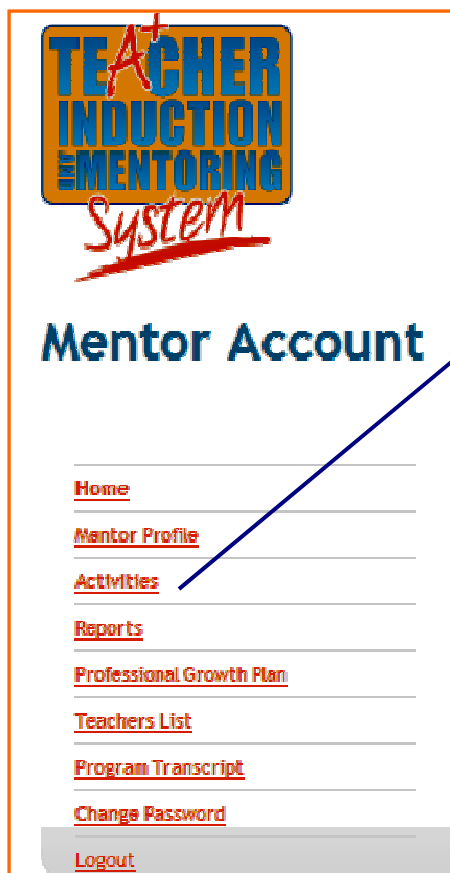 TEACHER
A+
INDUCTION
AND MENTORING
System
Mentor Account
Home
Mentor Profile
Activities
Reports
Professional Growth Plan
Teachers List
Program Transcript
Change Password
Logout